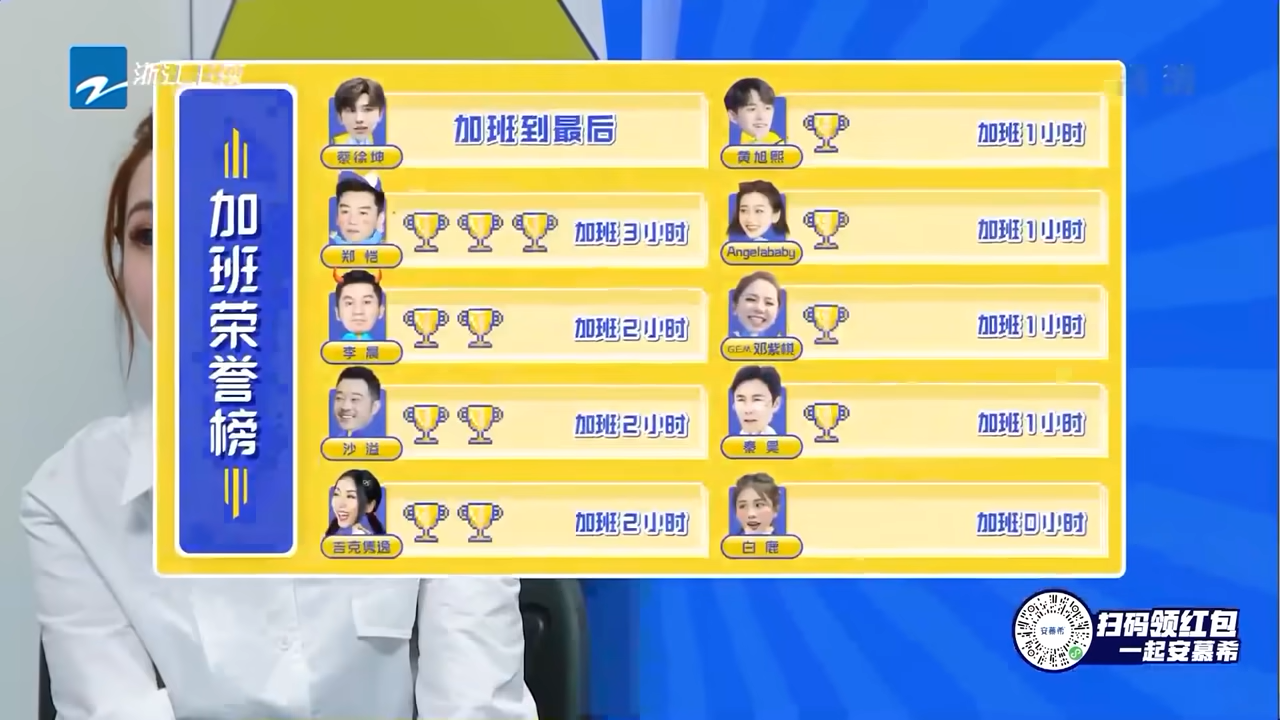 浙江卫视
高清
加班荣誉榜
蔡徐坤
加班到最后
郑恺
加班3小时
李晨
加班2小时
沙溢
加班2小时
吉克隽逸
加班2小时
黄旭熙
加班1小时
Angelababy
加班1小时
G.E.M.邓紫棋
加班1小时
秦昊
加班1小时
白鹿
加班0小时
安慕希
扫码领红包
一起安慕希